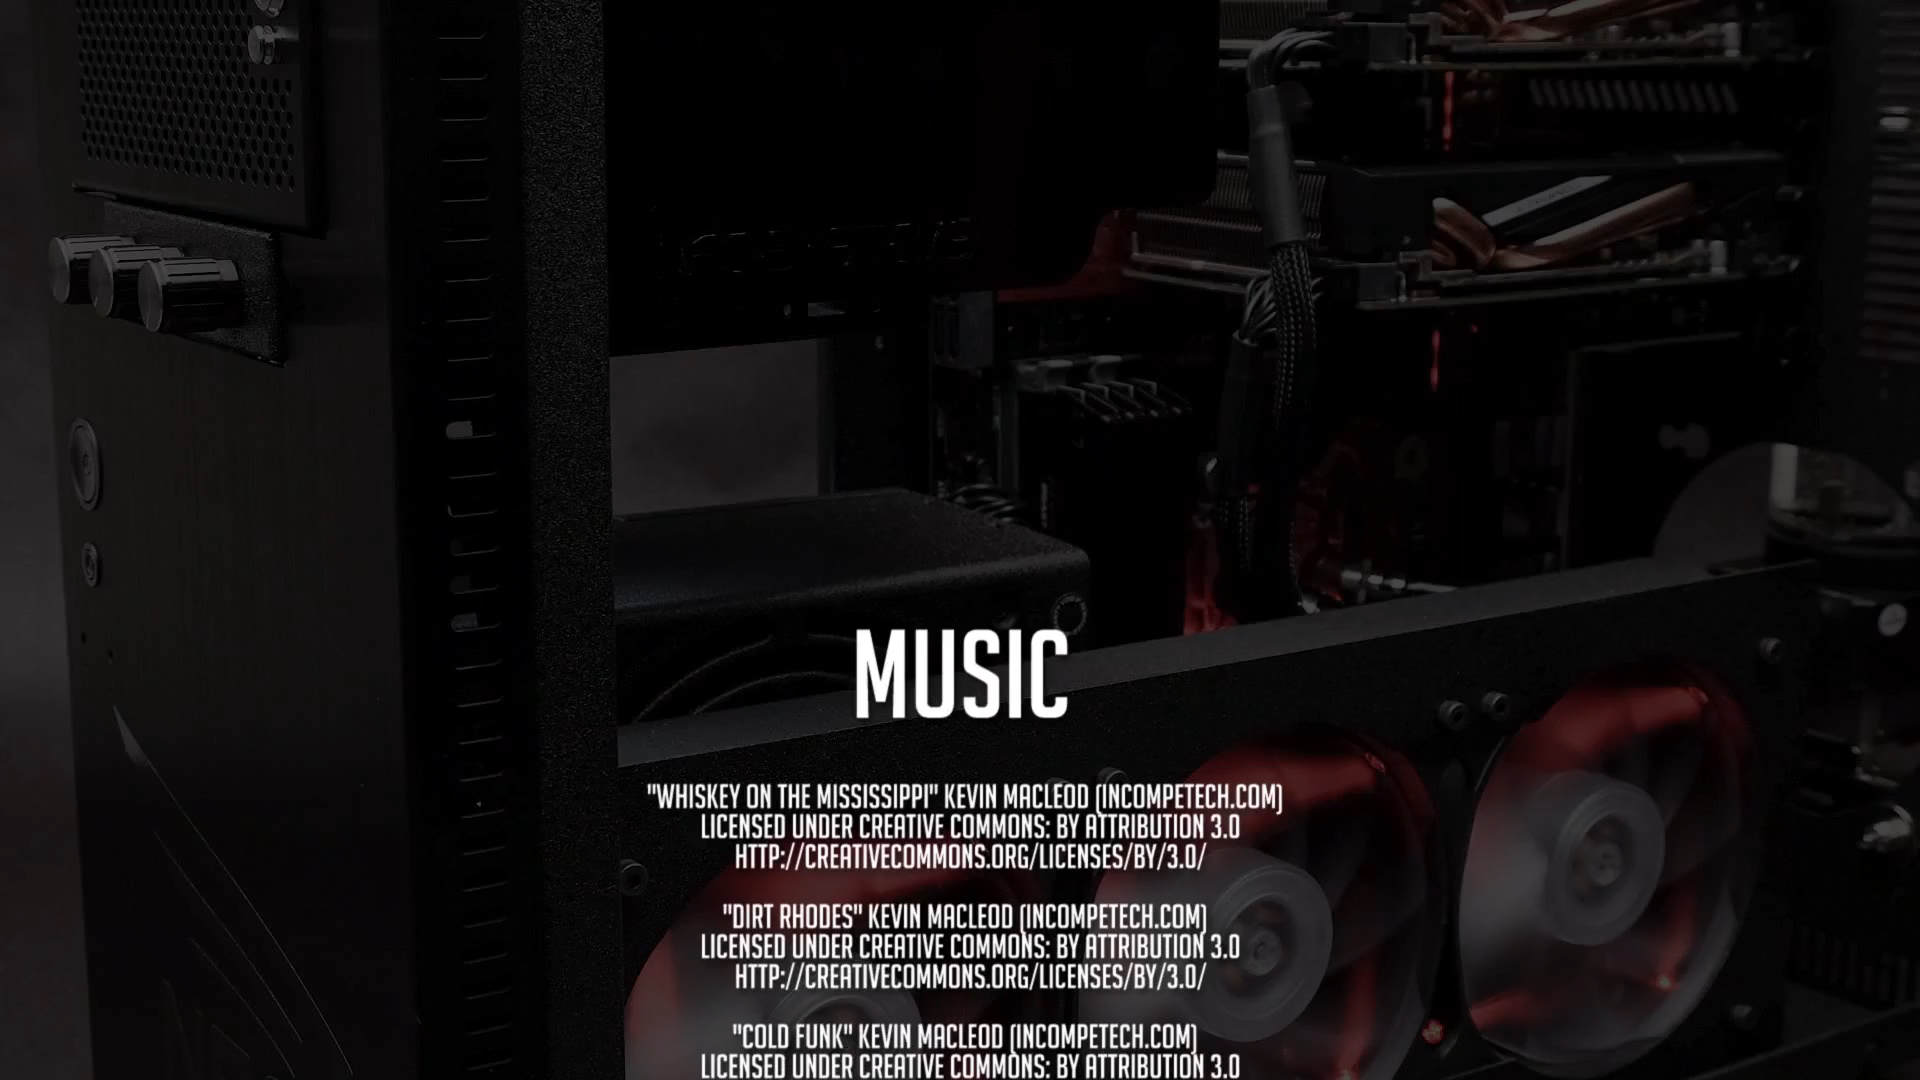 MUSIC
"WHISKEY ON THE MISSISSIPPI" KEVIN MACLEOD (INCOMPETECH.COM)
LICENSED UNDER CREATIVE COMMONS: BY ATTRIBUTION 3.0
HTTP://CREATIVECOMMONS.ORG/LICENSES/BY/3.0/
"DIRT RHODES" KEVIN MACLEOD (INCOMPETECH.COM)
LICENSED UNDER CREATIVE COMMONS: BY ATTRIBUTION 3.0
HTTP://CREATIVECOMMONS.ORG/LICENSES/BY/3.0/
"COLD FUNK" KEVIN MACLEOD (INCOMPETECH.COM)
LICENSED UNDER CREATIVE COMMONS: BY ATTRIBUTION 3.0